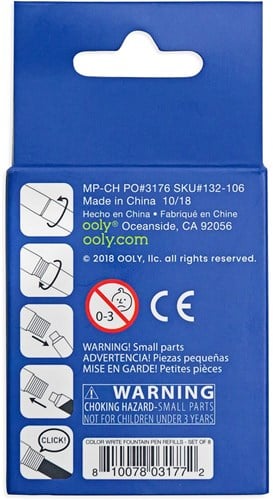 MP-CH PO#3176 SKU#132-106
Made in China 10/18
Hecho en China • Fabriqué en Chine
ooly® Oceanside, CA 92056
ooly.com
© 2018 OOLY, llc. all rights reserved.
0-3
CE
WARNING! Small parts
ADVERTENCIA! Piezas pequeñas
MISE EN GARDE! Petites pièces
WARNING
CHOKING HAZARD-SMALL PARTS
NOT FOR CHILDREN UNDER 3 YEARS
CLICK!
COLOR WRITE FOUNTAIN PEN REFILLS - SET OF 8
8 10078 03177 2